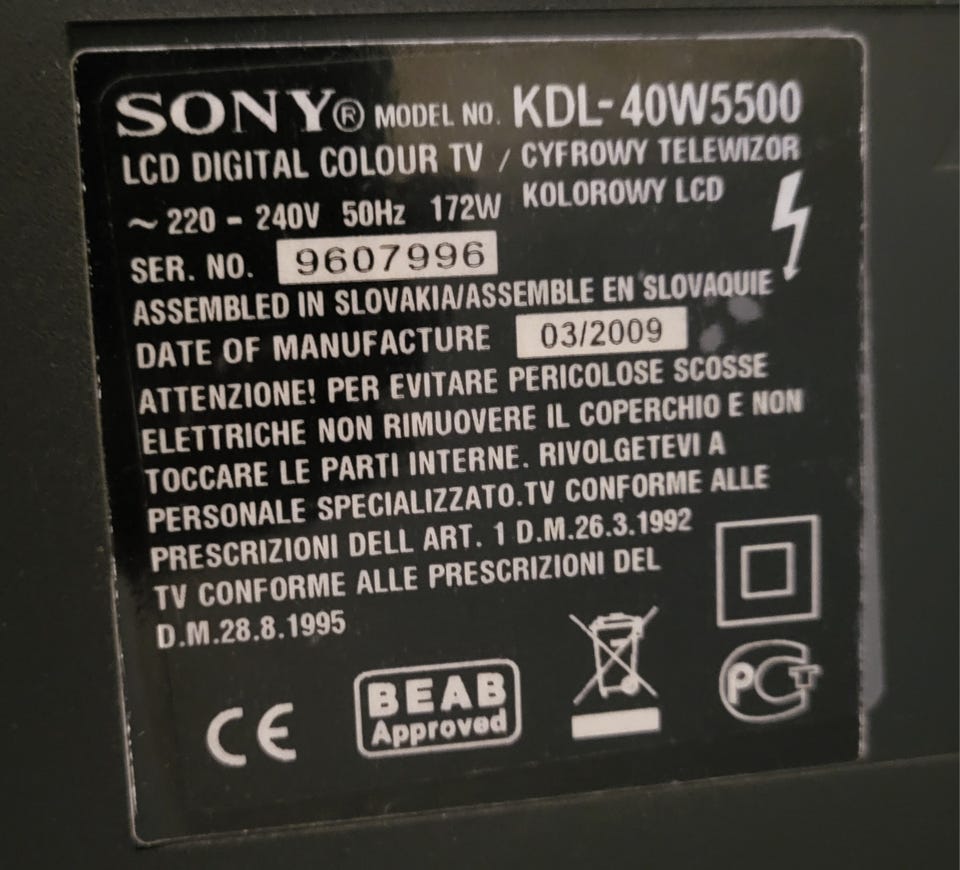 SONY® MODEL NO. KDL-40W5500
LCD DIGITAL COLOUR TV / CYFROWY TELEWIZOR
KOLOROWY LCD
~ 220 - 240V 50Hz 172W
SER. NO. 9607996
ASSEMBLED IN SLOVAKIA/ASSEMBLE EN SLOVAQUIE
DATE OF MANUFACTURE 03/2009
ATTENZIONE! PER EVITARE PERICOLOSE SCOSSE
ELETTRICHE NON RIMUOVERE IL COPERCHIO E NON
TOCCARE LE PARTI INTERNE. RIVOLGETEVI A
PERSONALE SPECIALIZZATO.TV CONFORME ALLE
PRESCRIZIONI DELL ART. 1 D.M.26.3.1992
TV CONFORME ALLE PRESCRIZIONI DEL
D.M.28.8.1995
CE
BEAB
Approved
PCT